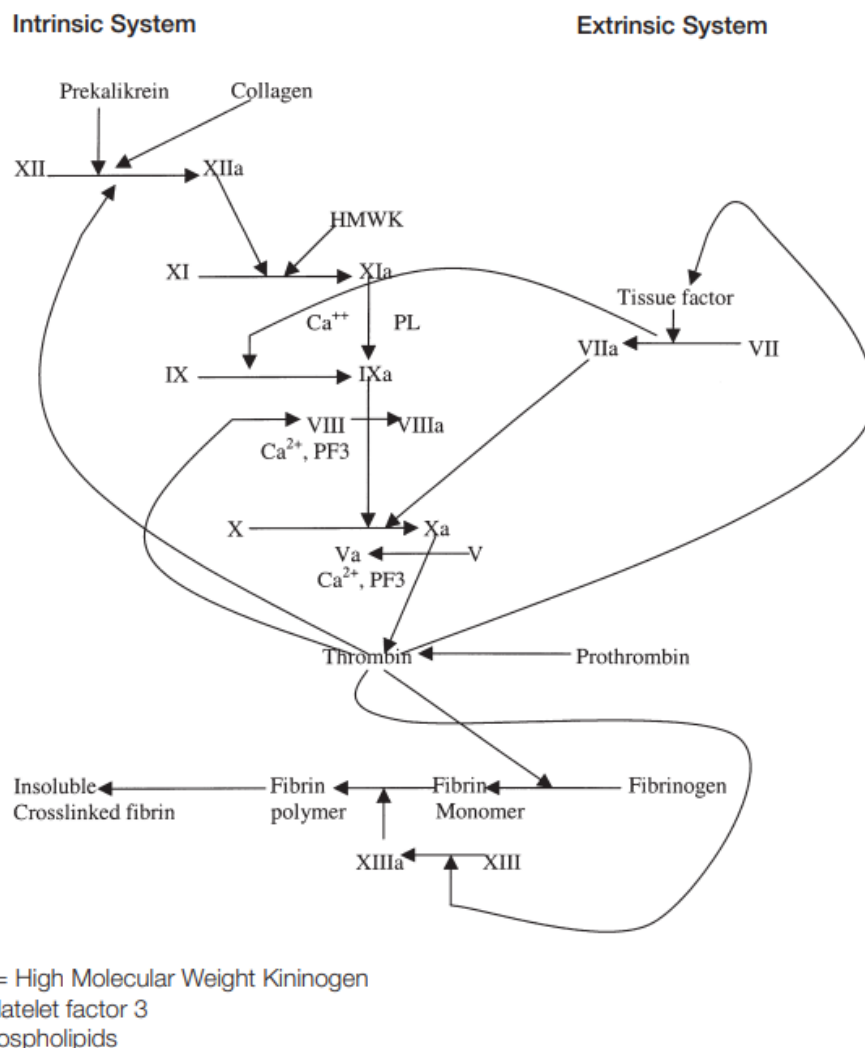 Intrinsic System
Extrinsic System
Prekalikrein
Collagen
XII
XIIa
HMWK
XI
XIa
Tissue factor
Ca⁺⁺
PL
VIIa
VII
IX
IXa
VIII
VIIIa
Ca²⁺, PF3
X
Xa
Va
V
Ca²⁺, PF3
Thrombin
Prothrombin
Insoluble
Crosslinked fibrin
Fibrin
polymer
Fibrin
Monomer
Fibrinogen
XIIIa
XIII
= High Molecular Weight Kininogen
latelet factor 3
ospholipids